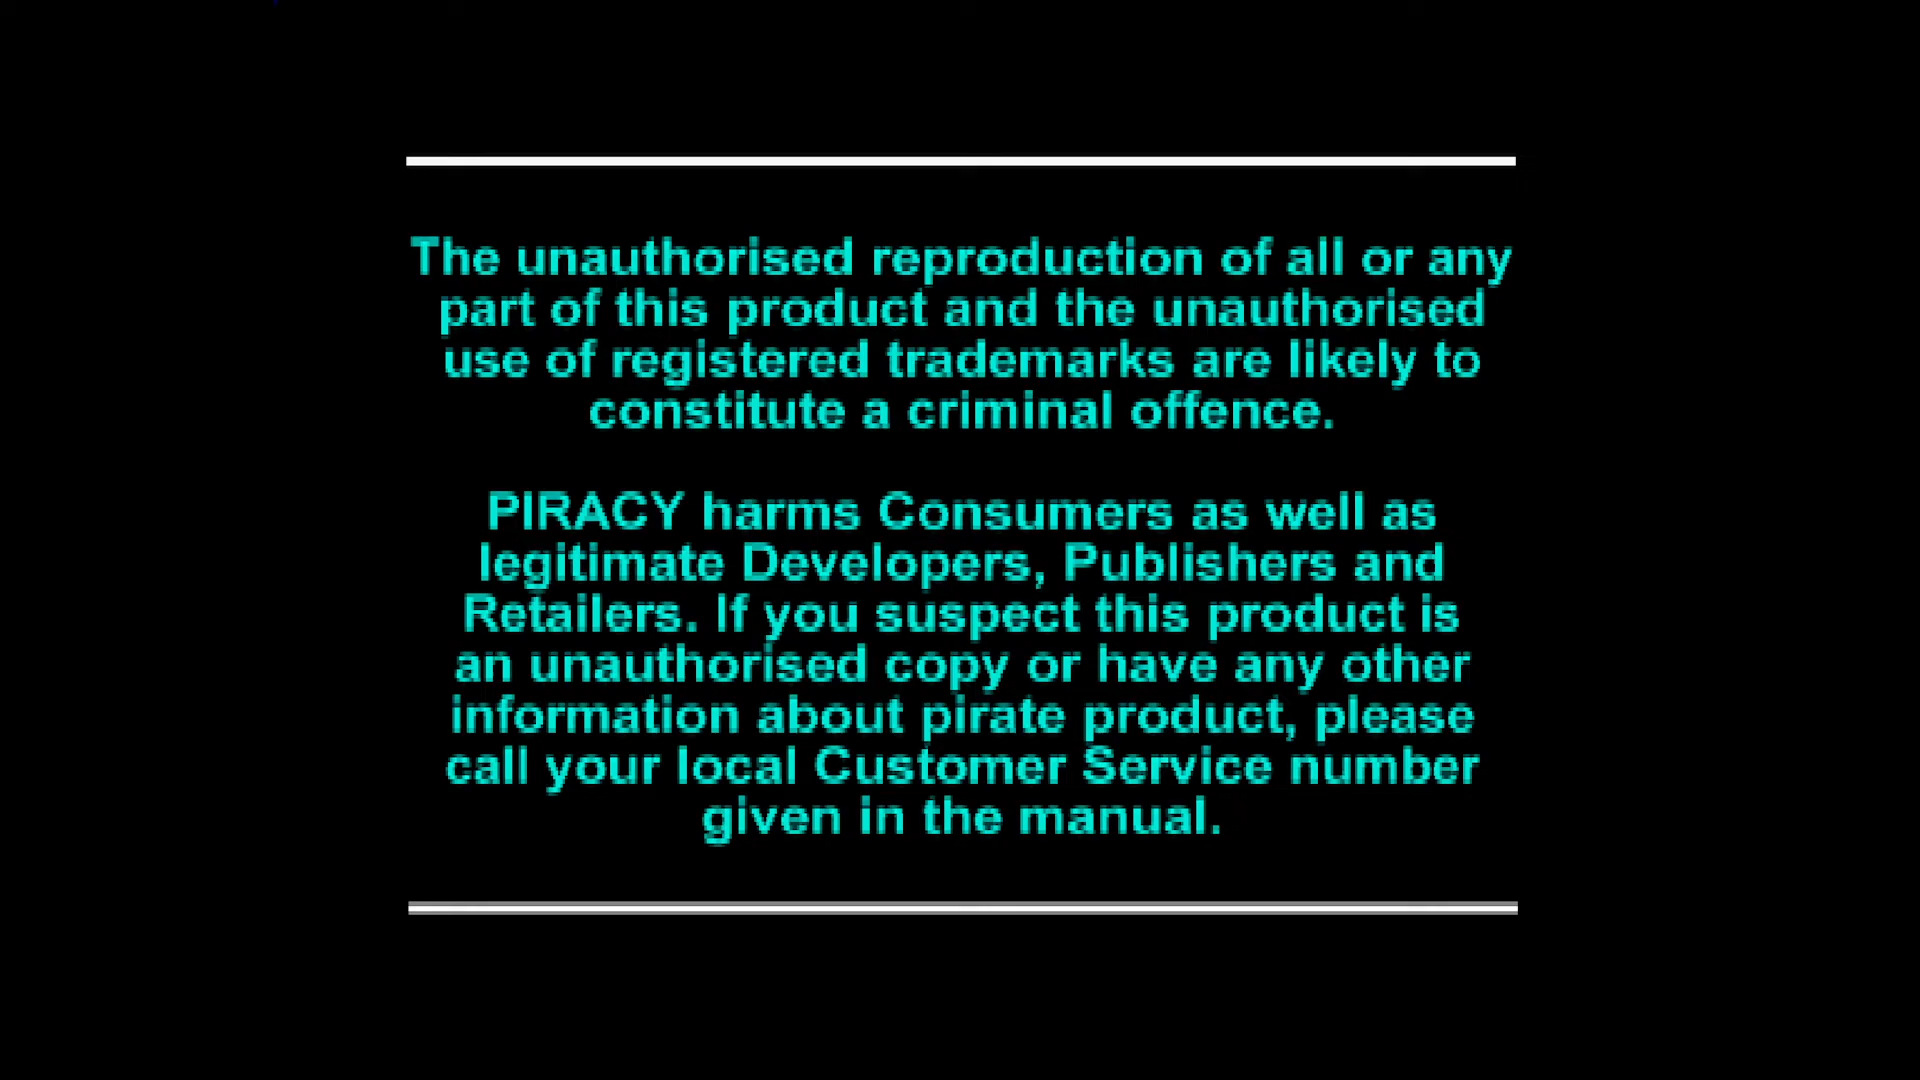 The unauthorised reproduction of all or any
part of this product and the unauthorised
use of registered trademarks are likely to
constitute a criminal offence.
PIRACY harms Consumers as well as
legitimate Developers, Publishers and
Retailers. If you suspect this product is
an unauthorised copy or have any other
information about pirate product, please
call your local Customer Service number
given in the manual.